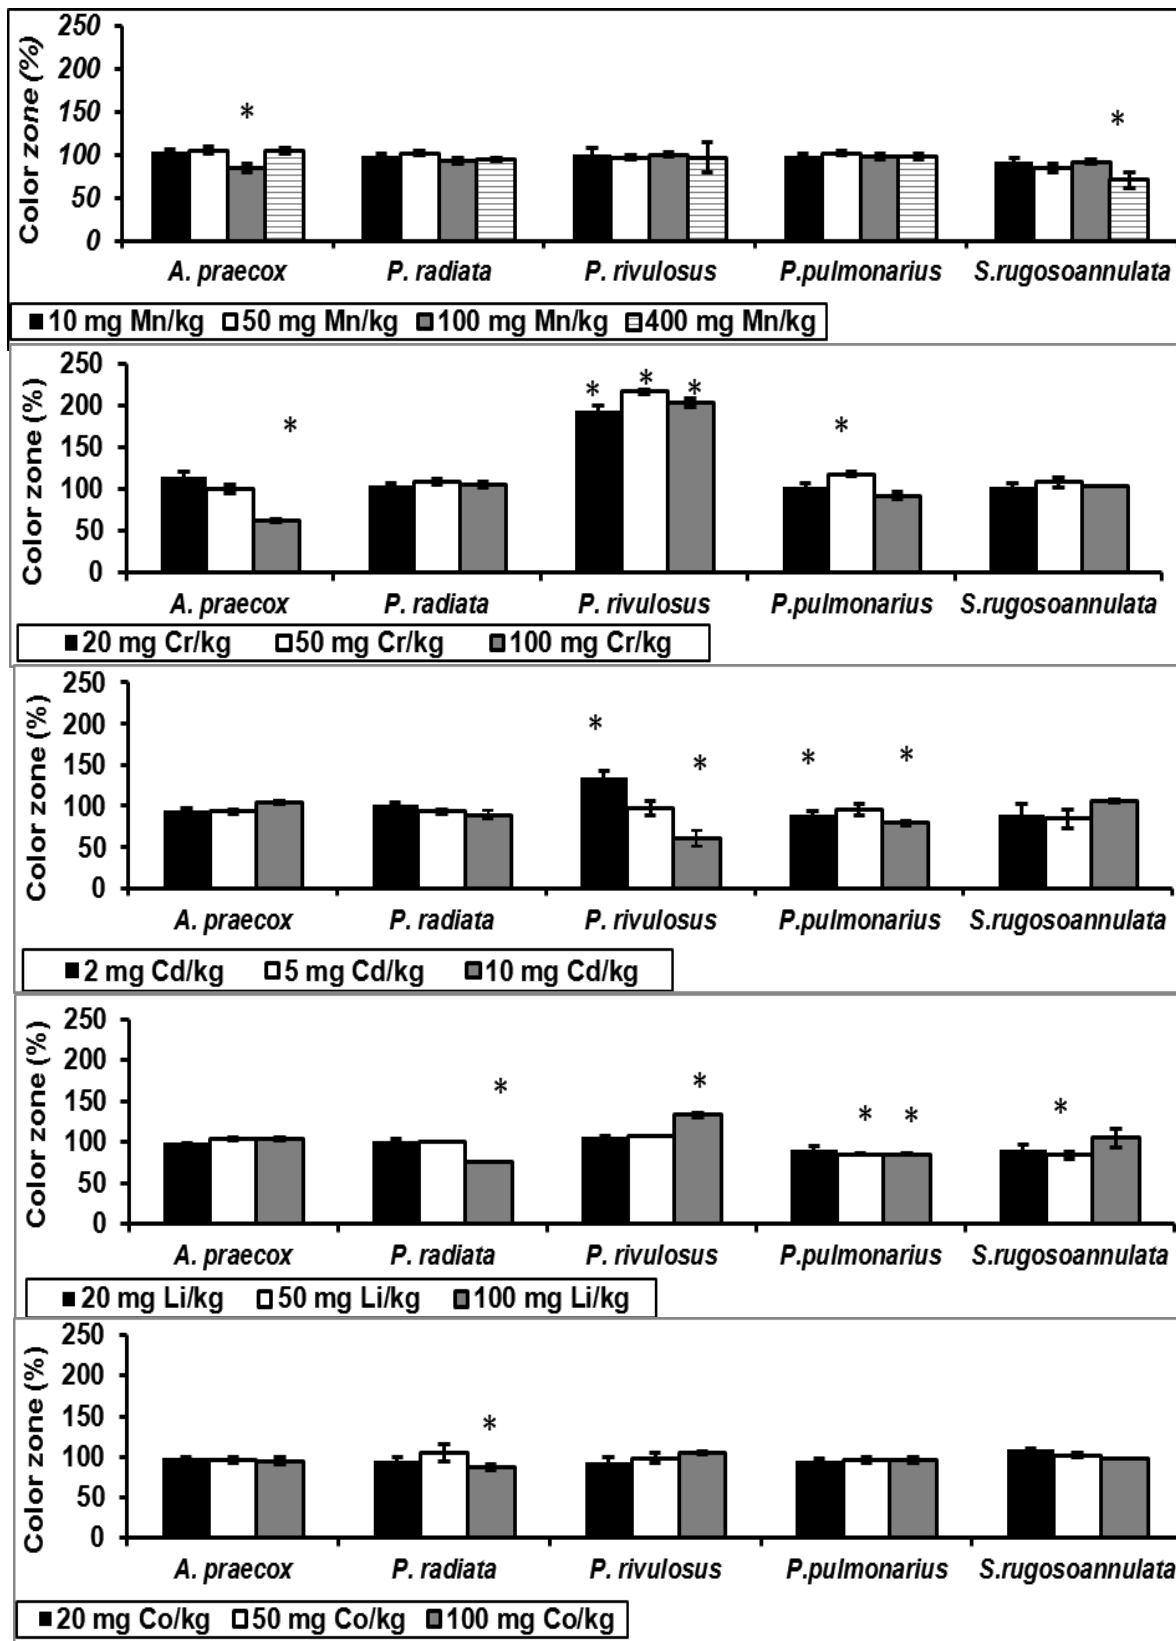 250
200
150
100
50
0
Color zone (%)
*
*
A. praecox P. radiata P. rivulosus P.pulmonarius S.rugosoannulata
10 mg Mn/kg 50 mg Mn/kg 100 mg Mn/kg 400 mg Mn/kg
250
200
150
100
50
0
Color zone (%)
*
* * *
*
A. praecox P. radiata P. rivulosus P.pulmonarius S.rugosoannulata
20 mg Cr/kg 50 mg Cr/kg 100 mg Cr/kg
250
200
150
100
50
0
Color zone (%)
*
*
*
*
A. praecox P. radiata P. rivulosus P.pulmonarius S.rugosoannulata
2 mg Cd/kg 5 mg Cd/kg 10 mg Cd/kg
250
200
150
100
50
0
Color zone (%)
*
*
* *
*
A. praecox P. radiata P. rivulosus P.pulmonarius S.rugosoannulata
20 mg Li/kg 50 mg Li/kg 100 mg Li/kg
250
200
150
100
50
0
Color zone (%)
*
A. praecox P. radiata P. rivulosus P.pulmonarius S.rugosoannulata
20 mg Co/kg 50 mg Co/kg 100 mg Co/kg